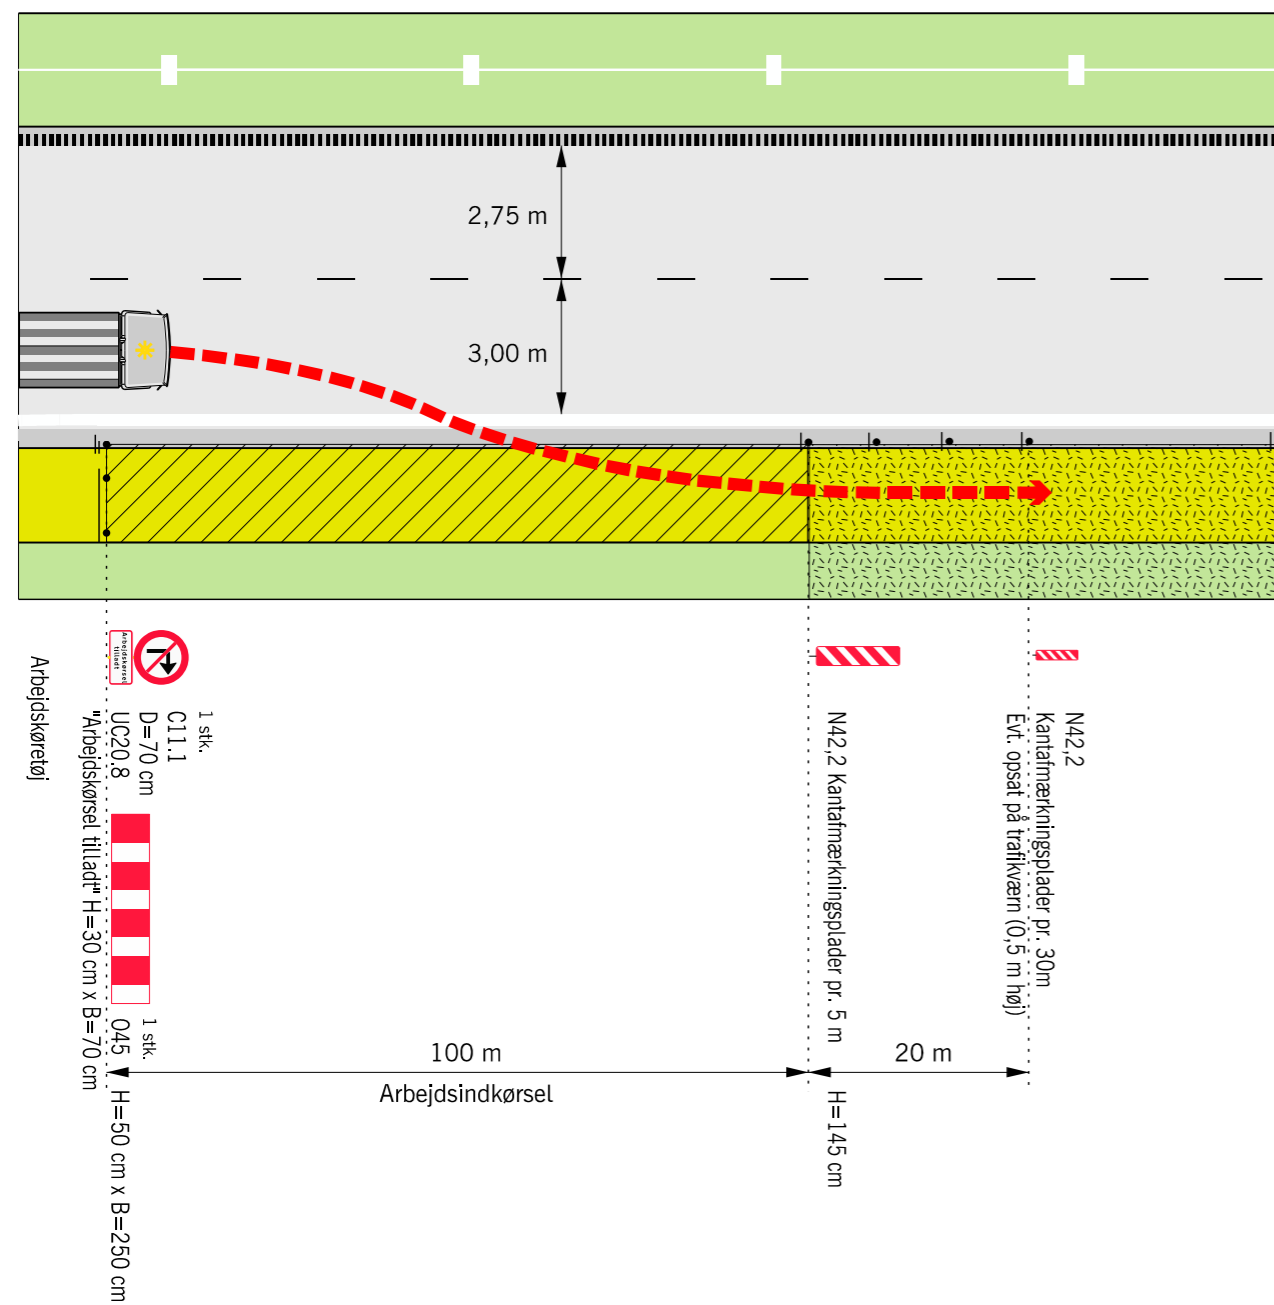 2,75 m
3,00 m
Arbejdskøretøj
Arbejdskørsel
tilladt
1 stk.
C11.1
D=70 cm
UC20.8
"Arbejdskørsel tilladt" H=30 cm x B=70 cm
1 stk.
O45 H=50 cm x B=250 cm
N42,2 Kantafmærkningsplader pr. 5 m H=145 cm
N42,2
Kantafmærkningsplader pr. 30m
Evt. opsat på trafikværn (0,5 m høj)
100 m
Arbejdsindkørsel
20 m